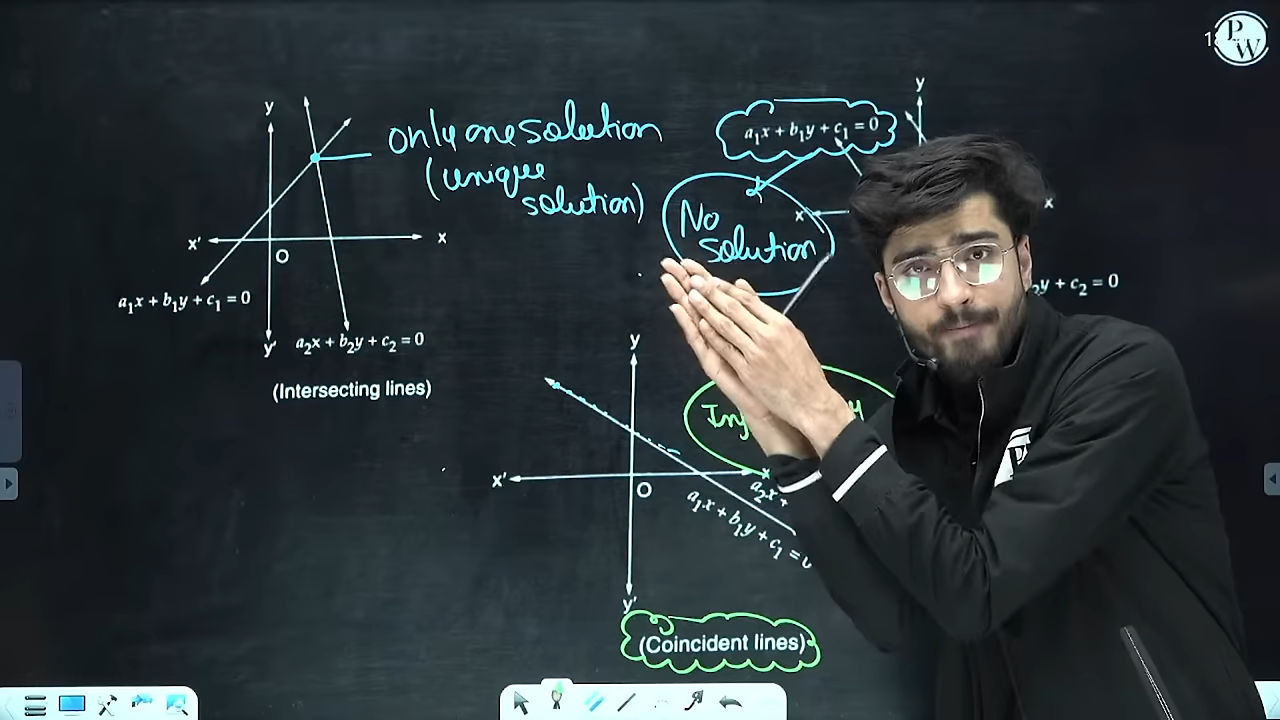 PW
y
only one solution
(unique
solution)
x'
O
x
a₁x + b₁y + c₁ = 0
y'
a₂x + b₂y + c₂ = 0
(Intersecting lines)
y
a₁x + b₁y + c₁ = 0
No
solution
x'
x
y + c₂ = 0
y
x'
O
x
a₂x +
a₁x + b₁y + c₁ =
y'
(Coincident lines)